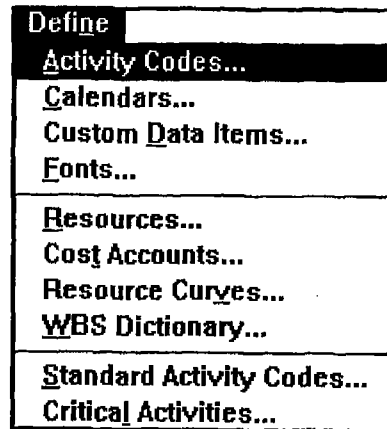 Define
Activity Codes...
Calendars...
Custom Data Items...
Fonts...
Resources...
Cost Accounts...
Resource Curves...
WBS Dictionary...
Standard Activity Codes...
Critical Activities...